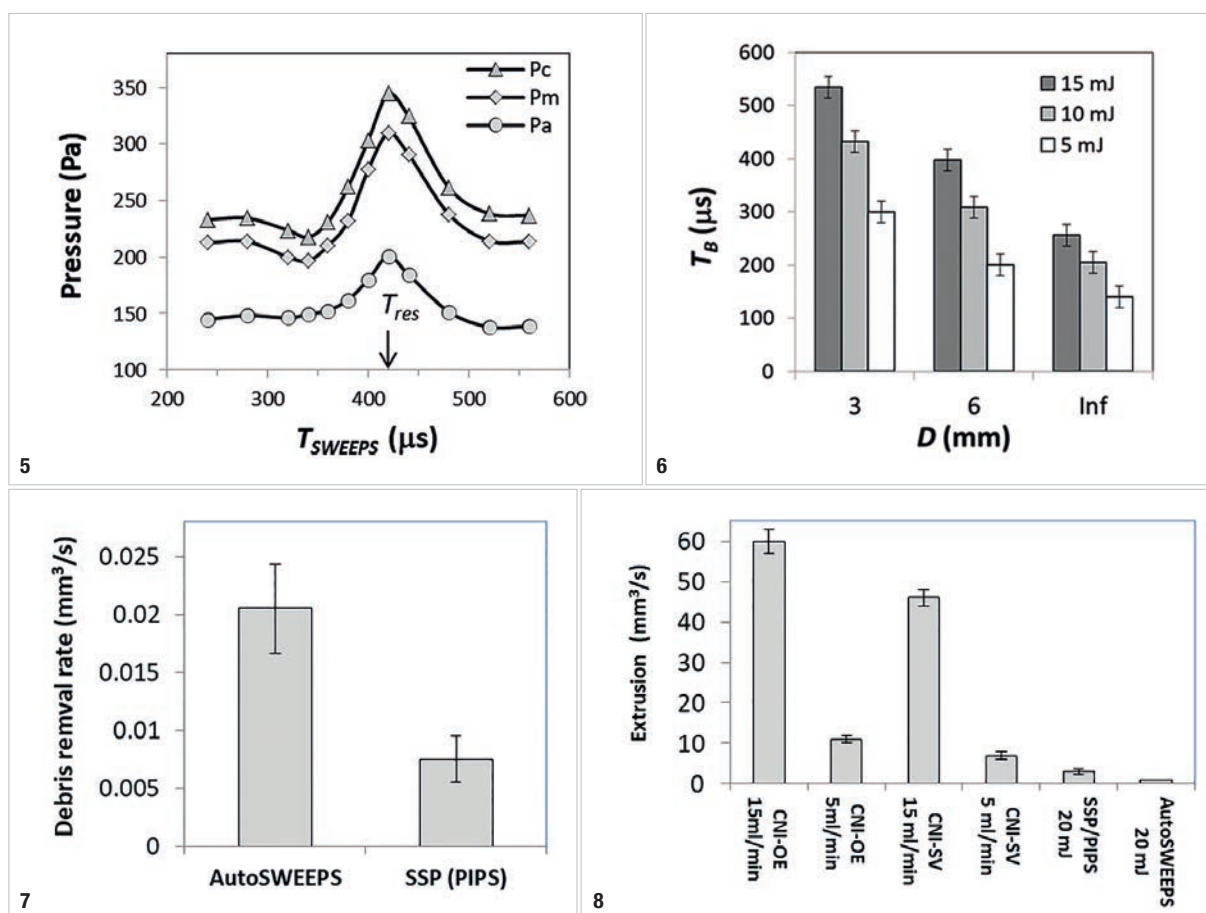 Pressure (Pa)
350
300
250
200
150
100
200
300
400
500
600
Pc
Pm
Pa
T_res
T_SWEEPS (μs)
5
T_B (μs)
600
500
400
300
200
100
0
15 mJ
10 mJ
5 mJ
3
6
Inf
D (mm)
6
Debris remval rate (mm³/s)
0.025
0.02
0.015
0.01
0.005
0
AutoSWEEPS
SSP (PIPS)
7
Extrusion (mm³/s)
60
50
40
30
20
10
0
CNI-OE
15ml/min
CNI-OE
5ml/min
CNI-SV
15 ml/min
CNI-SV
5 ml/min
SSP/PIPS
20 mJ
AutoSWEEPS
20 mJ
8